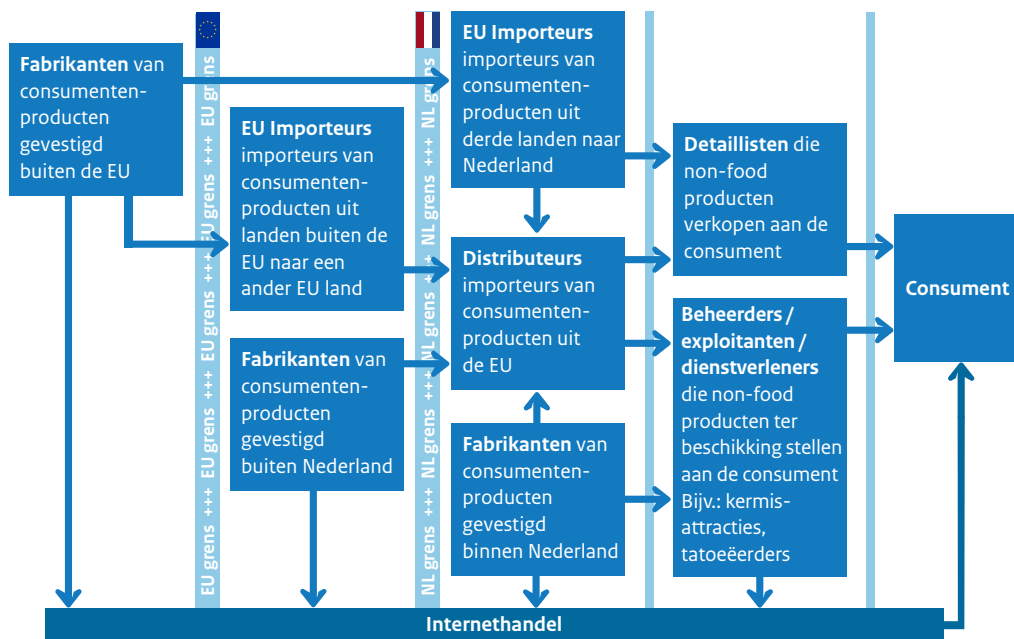 Fabrikanten van
consumenten-
producten
gevestigd
buiten de EU
EU grens +++ EU grens +++ EU grens +++ EU grens +++ EU grens
EU Importeurs
importeurs van
consumenten-
producten uit
landen buiten de
EU naar een
ander EU land
Fabrikanten van
consumenten-
producten
gevestigd
buiten Nederland
NL grens +++ NL grens +++ NL grens +++ NL grens +++ NL grens
EU Importeurs
importeurs van
consumenten-
producten uit
derde landen naar
Nederland
Distributeurs
importeurs van
consumenten-
producten uit
de EU
Fabrikanten van
consumenten-
producten
gevestigd
binnen Nederland
Detaillisten die
non-food
producten
verkopen aan de
consument
Beheerders /
exploitanten /
dienstverleners
die non-food
producten ter
beschikking stellen
aan de consument
Bijv.: kermis-
attracties,
tatoeëerders
Consument
Internethandel